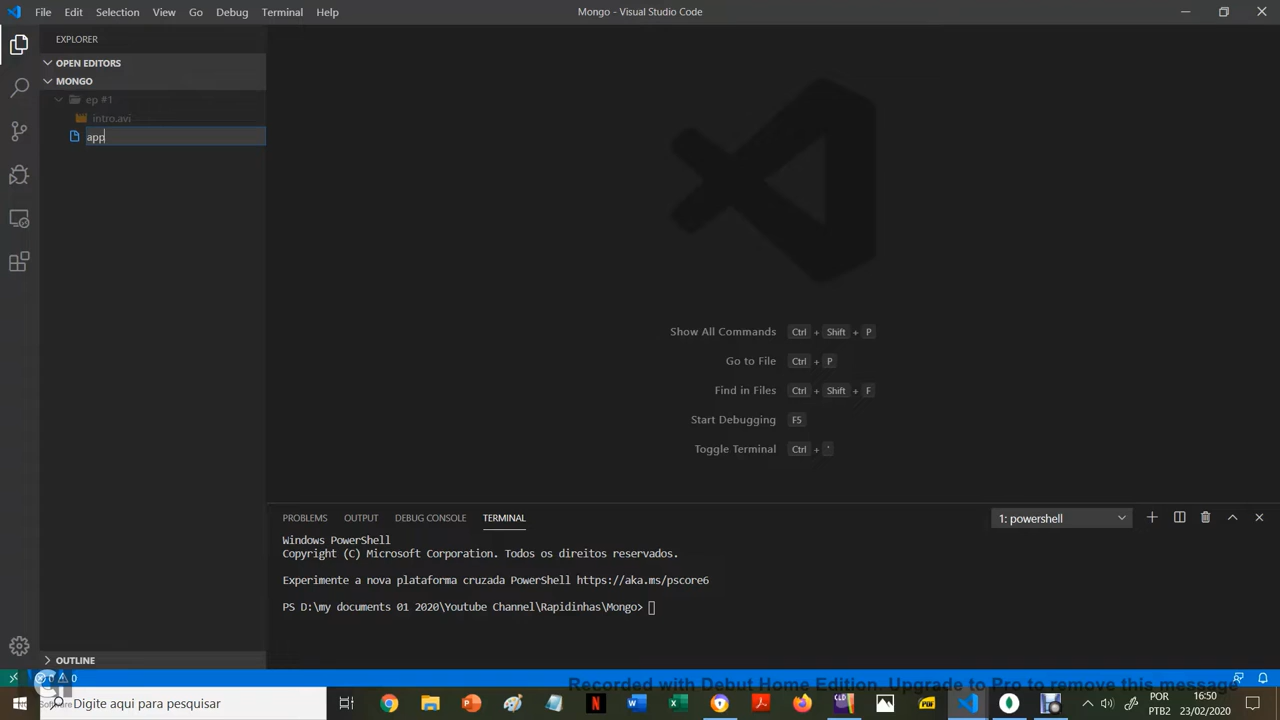 File Edit Selection View Go Debug Terminal Help
Mongo - Visual Studio Code
EXPLORER
OPEN EDITORS
MONGO
ep #1
intro.avi
app
Show All Commands Ctrl + Shift + P
Go to File Ctrl + P
Find in Files Ctrl + Shift + F
Start Debugging F5
Toggle Terminal Ctrl + '
PROBLEMS OUTPUT DEBUG CONSOLE TERMINAL
1: powershell
Windows PowerShell
Copyright (C) Microsoft Corporation. Todos os direitos reservados.
Experimente a nova plataforma cruzada PowerShell https://aka.ms/pscore6
PS D:\my documents 01 2020\Youtube Channel\Rapidinhas\Mongo>
OUTLINE
0 0
Recorded with Debut Home Edition. Upgrade to Pro to remove this message
Software
Digite aqui para pesquisar
POR
PTB2
16:50
23/02/2020